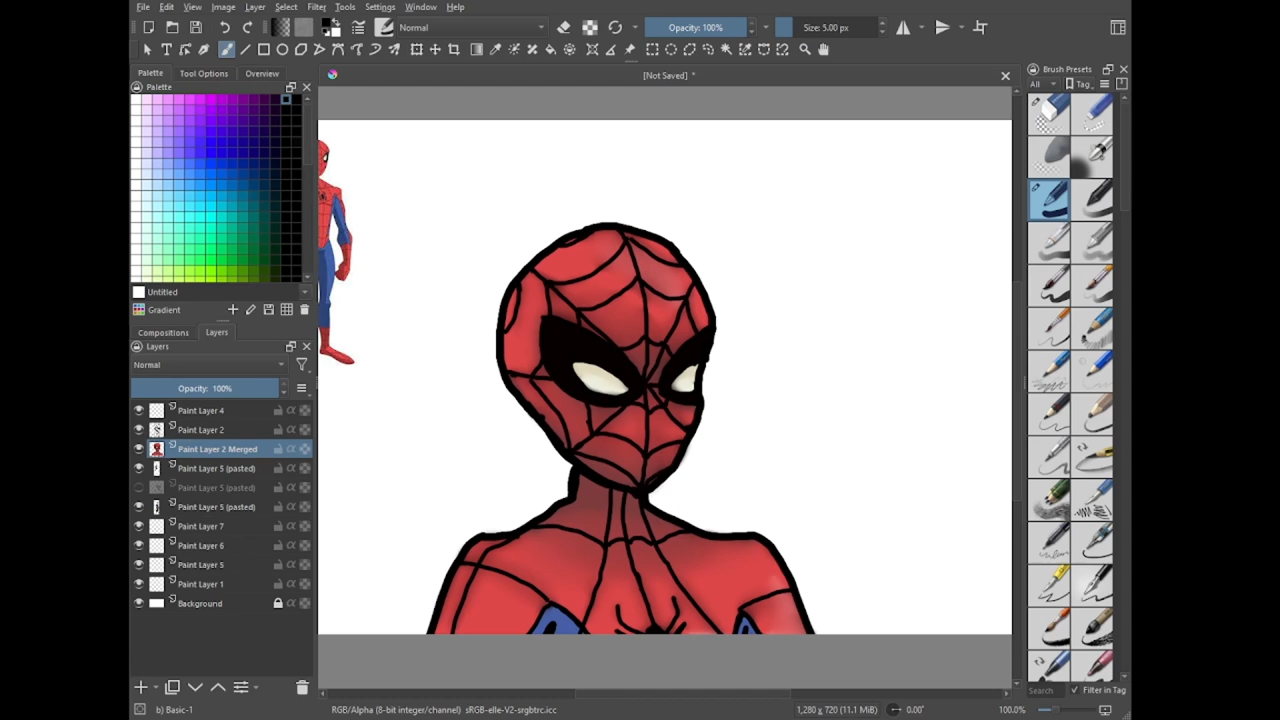 File Edit View Image Layer Select Filter Tools Settings Window Help
Normal Opacity: 100% Size: 5.00 px
Palette Tool Options Overview
[Not Saved] *
Brush Presets
Palette
All Tag
Untitled
Gradient
Compositions Layers
Layers
Normal
Opacity: 100%
Paint Layer 4
Paint Layer 2
Paint Layer 2 Merged
Paint Layer 5 (pasted)
Paint Layer 5 (pasted)
Paint Layer 5 (pasted)
Paint Layer 7
Paint Layer 6
Paint Layer 5
Paint Layer 1
Background
Search Filter in Tag
b) Basic-1 RGB/Alpha (8-bit integer/channel) sRGB-elle-V2-srgbtrc.icc 1,280 x 720 (11.1 MiB) 0.00° 100.0%